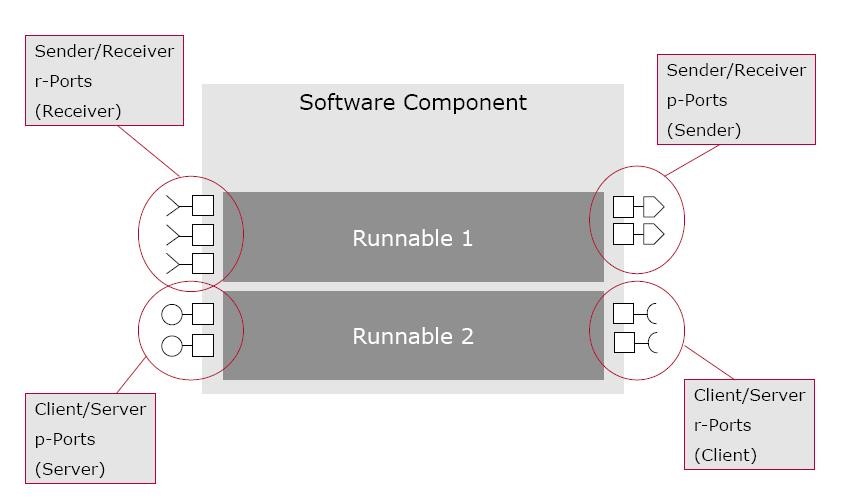 Sender/Receiver
r-Ports
(Receiver)
Sender/Receiver
p-Ports
(Sender)
Software Component
Runnable 1
Runnable 2
Client/Server
p-Ports
(Server)
Client/Server
r-Ports
(Client)